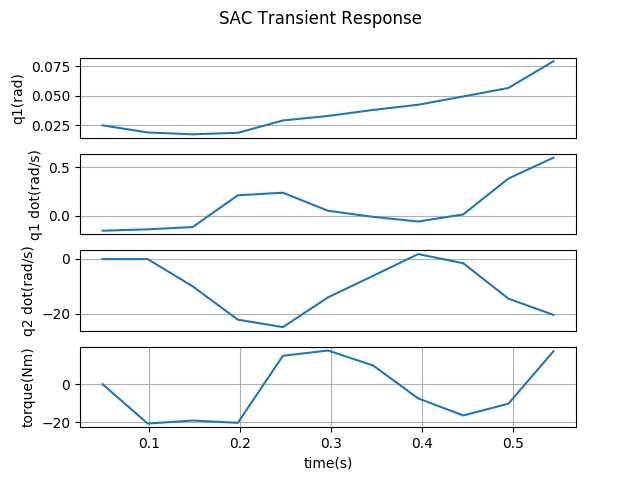 SAC Transient Response
q1(rad)
0.075
0.050
0.025
q1 dot(rad/s)
0.5
0.0
q2 dot(rad/s)
0
−20
torque(Nm)
0
−20
0.1 0.2 0.3 0.4 0.5
time(s)